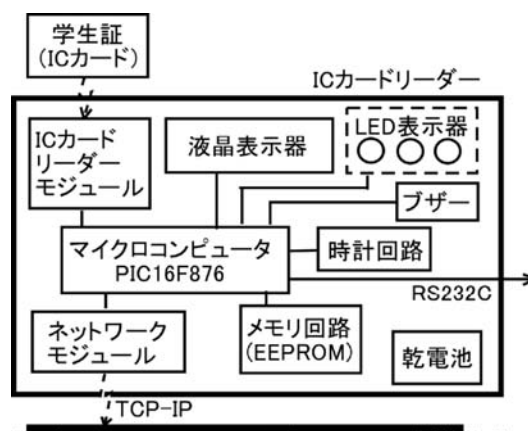 学生証
(ICカード)
ICカードリーダー
ICカード
リーダー
モジュール
液晶表示器
LED表示器
ブザー
マイクロコンピュータ
PIC16F876
時計回路
RS232C
ネットワーク
モジュール
メモリ回路
(EEPROM)
乾電池
TCP-IP